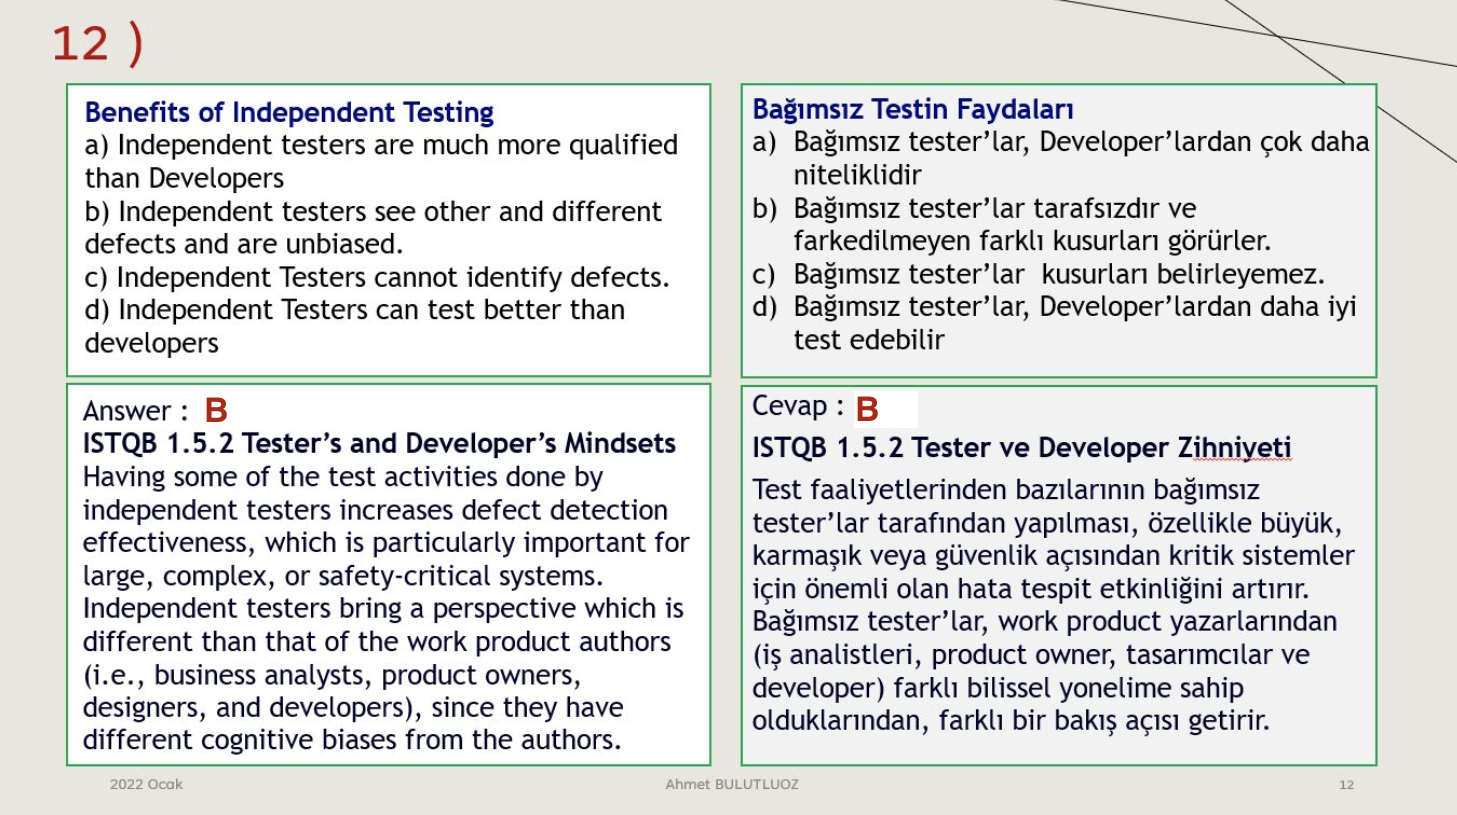 12 )
Benefits of Independent Testing
a) Independent testers are much more qualified
than Developers
b) Independent testers see other and different
defects and are unbiased.
c) Independent Testers cannot identify defects.
d) Independent Testers can test better than
developers
Bağımsız Testin Faydaları
a) Bağımsız tester’lar, Developer’lardan çok daha
niteliklidir
b) Bağımsız tester’lar tarafsızdır ve
farkedilmeyen farklı kusurları görürler.
c) Bağımsız tester’lar kusurları belirleyemez.
d) Bağımsız tester’lar, Developer’lardan daha iyi
test edebilir
Answer : B
ISTQB 1.5.2 Tester’s and Developer’s Mindsets
Having some of the test activities done by
independent testers increases defect detection
effectiveness, which is particularly important for
large, complex, or safety-critical systems.
Independent testers bring a perspective which is
different than that of the work product authors
(i.e., business analysts, product owners,
designers, and developers), since they have
different cognitive biases from the authors.
Cevap : B
ISTQB 1.5.2 Tester ve Developer Zihniyeti
Test faaliyetlerinden bazılarının bağımsız
tester’lar tarafından yapılması, özellikle büyük,
karmaşık veya güvenlik açısından kritik sistemler
için önemli olan hata tespit etkinliğini artırır.
Bağımsız tester’lar, work product yazarlarından
(iş analistleri, product owner, tasarımcılar ve
developer) farklı bilissel yonelime sahip
olduklarından, farklı bir bakış açısı getirir.
2022 Ocak
Ahmet BULUTLUOZ
12